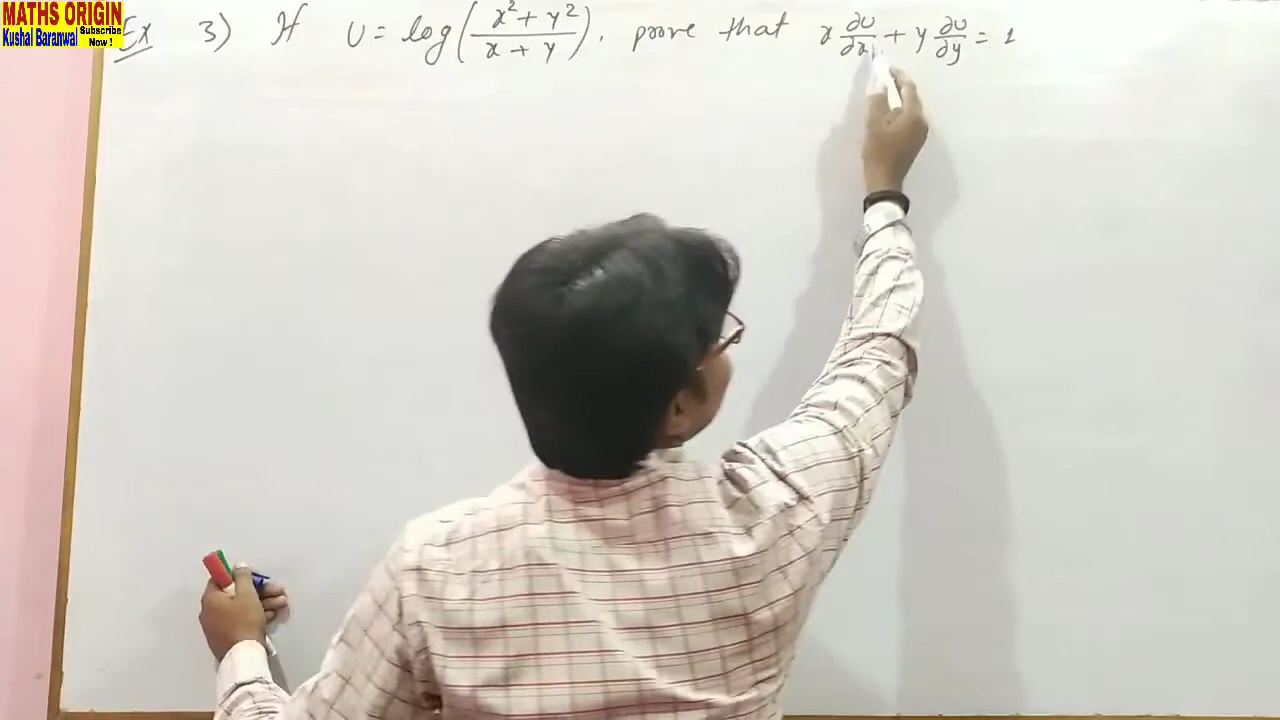 MATHS ORIGIN
Kushal Baranwal Subscribe Now !
Ex 3) If U = log(x² + y² / x + y), prove that x ∂U/∂x + y ∂U/∂y = 1